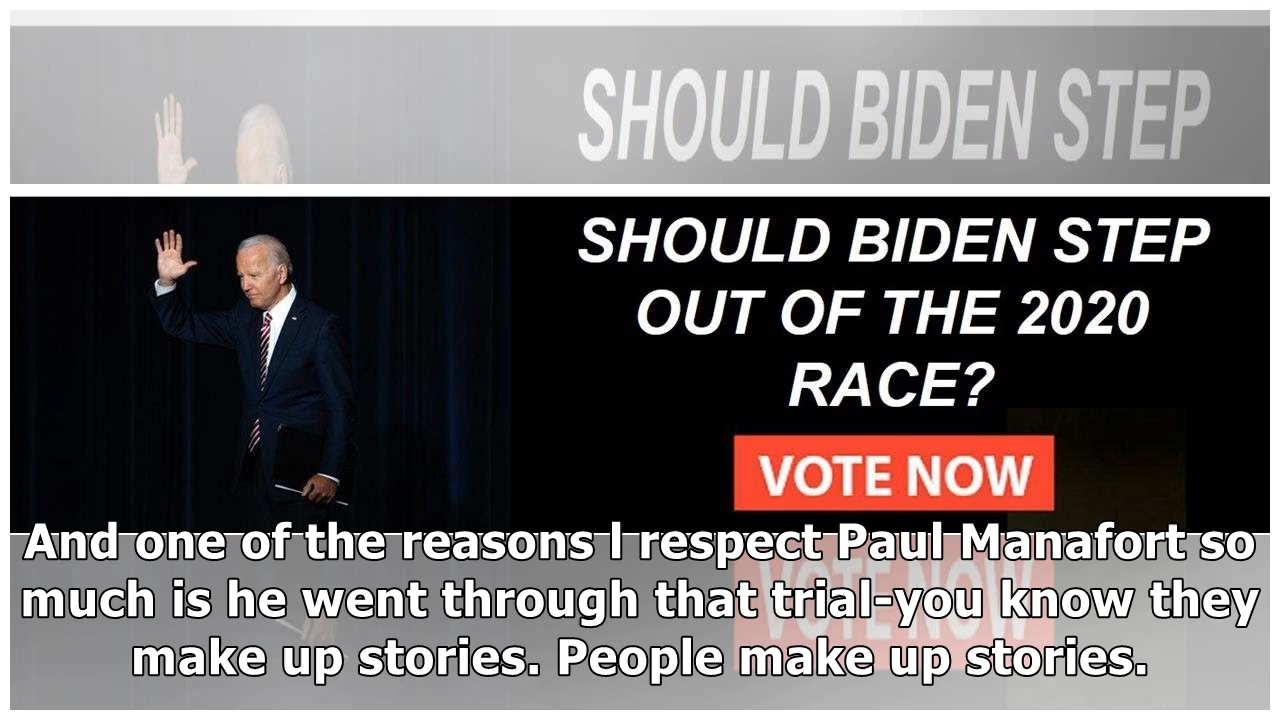 SHOULD BIDEN STEP
SHOULD BIDEN STEP
OUT OF THE 2020
RACE?
VOTE NOW
And one of the reasons I respect Paul Manafort so
VOTE NOW
much is he went through that trial-you know they
make up stories. People make up stories.